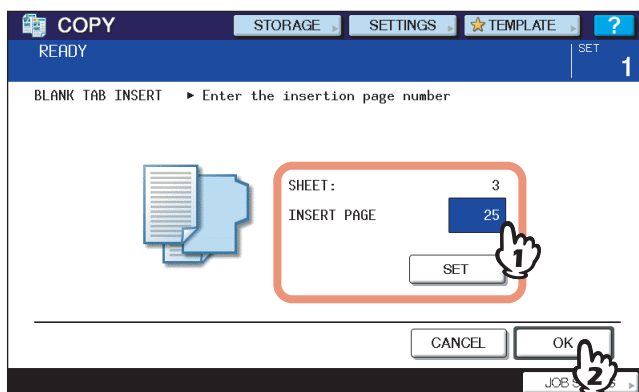 COPY STORAGE SETTINGS TEMPLATE ?
READY SET
1
BLANK TAB INSERT ▶ Enter the insertion page number
SHEET: 3
INSERT PAGE 25
1
SET
CANCEL OK
2
JOB